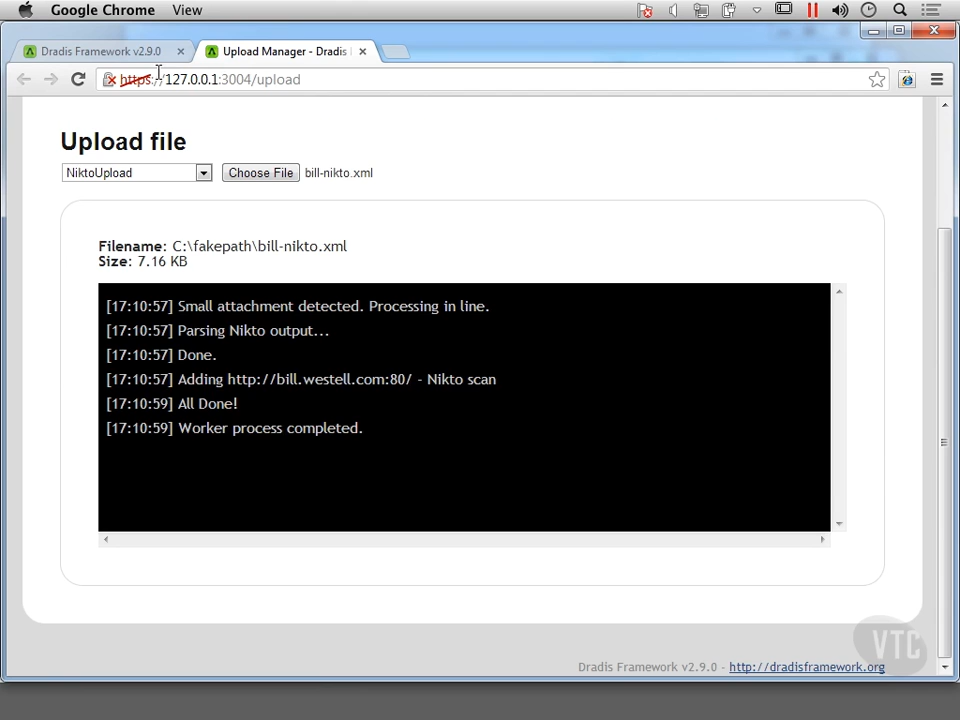 Google Chrome View
Dradis Framework v2.9.0
Upload Manager - Dradis
https://127.0.0.1:3004/upload
Upload file
NiktoUpload
Choose File
bill-nikto.xml
Filename: C:\fakepath\bill-nikto.xml
Size: 7.16 KB
[17:10:57] Small attachment detected. Processing in line.
[17:10:57] Parsing Nikto output...
[17:10:57] Done.
[17:10:57] Adding http://bill.westell.com:80/ - Nikto scan
[17:10:59] All Done!
[17:10:59] Worker process completed.
VTC
Dradis Framework v2.9.0 - http://dradisframework.org